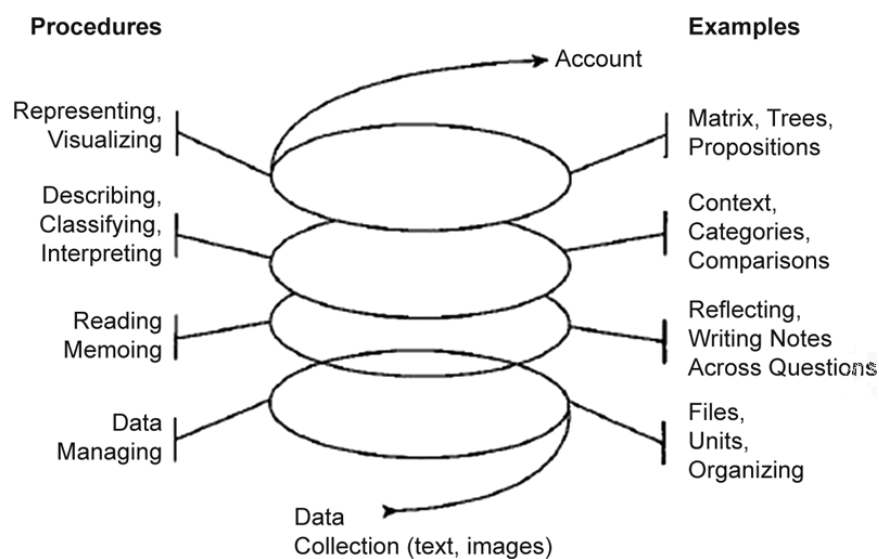 Procedures
Examples
Account
Representing,
Visualizing
Matrix, Trees,
Propositions
Describing,
Classifying,
Interpreting
Context,
Categories,
Comparisons
Reading
Memoing
Reflecting,
Writing Notes
Across Questions
Data
Managing
Files,
Units,
Organizing
Data
Collection (text, images)